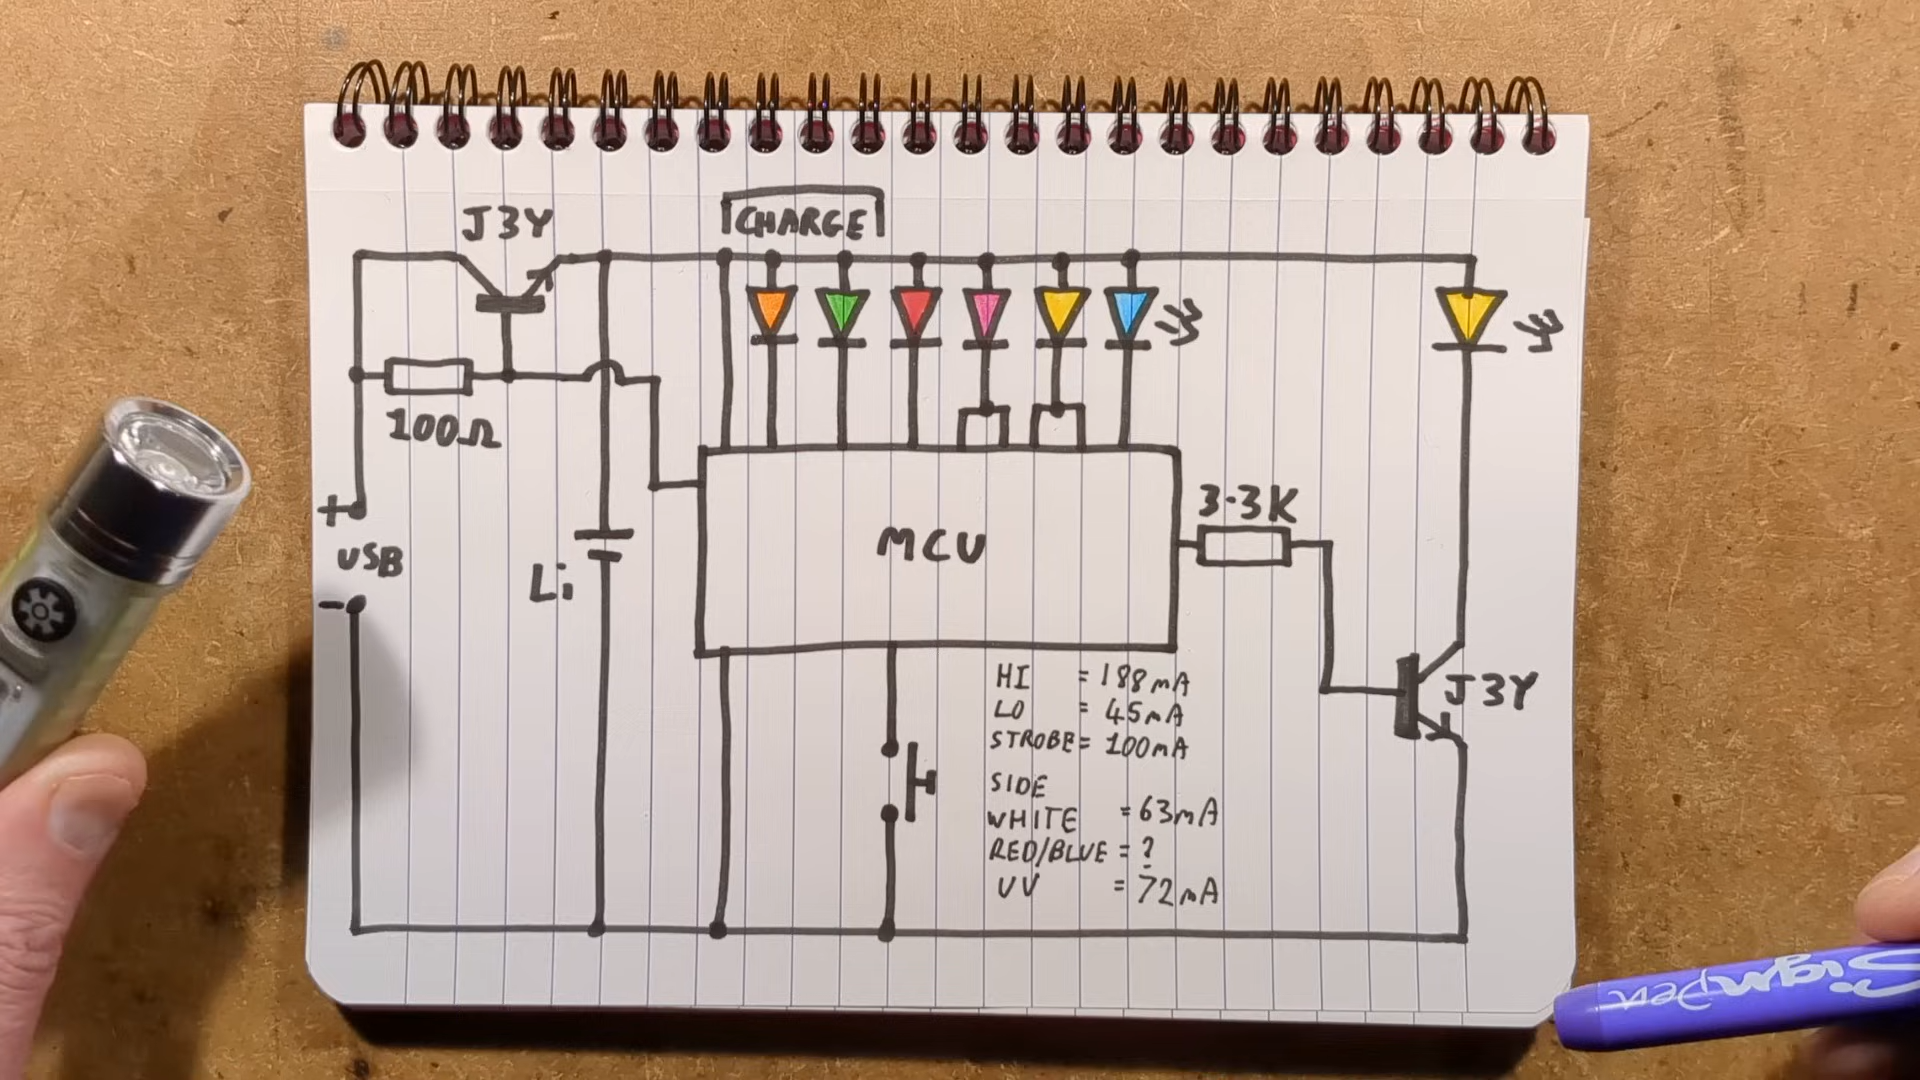 J3Y
CHARGE
100Ω
+
USB
-
Li
MCU
3.3K
J3Y
HI = 188mA
LO = 45mA
STROBE = 100mA
SIDE
WHITE = 63mA
RED/BLUE = ?
UV = 72mA
SignPen